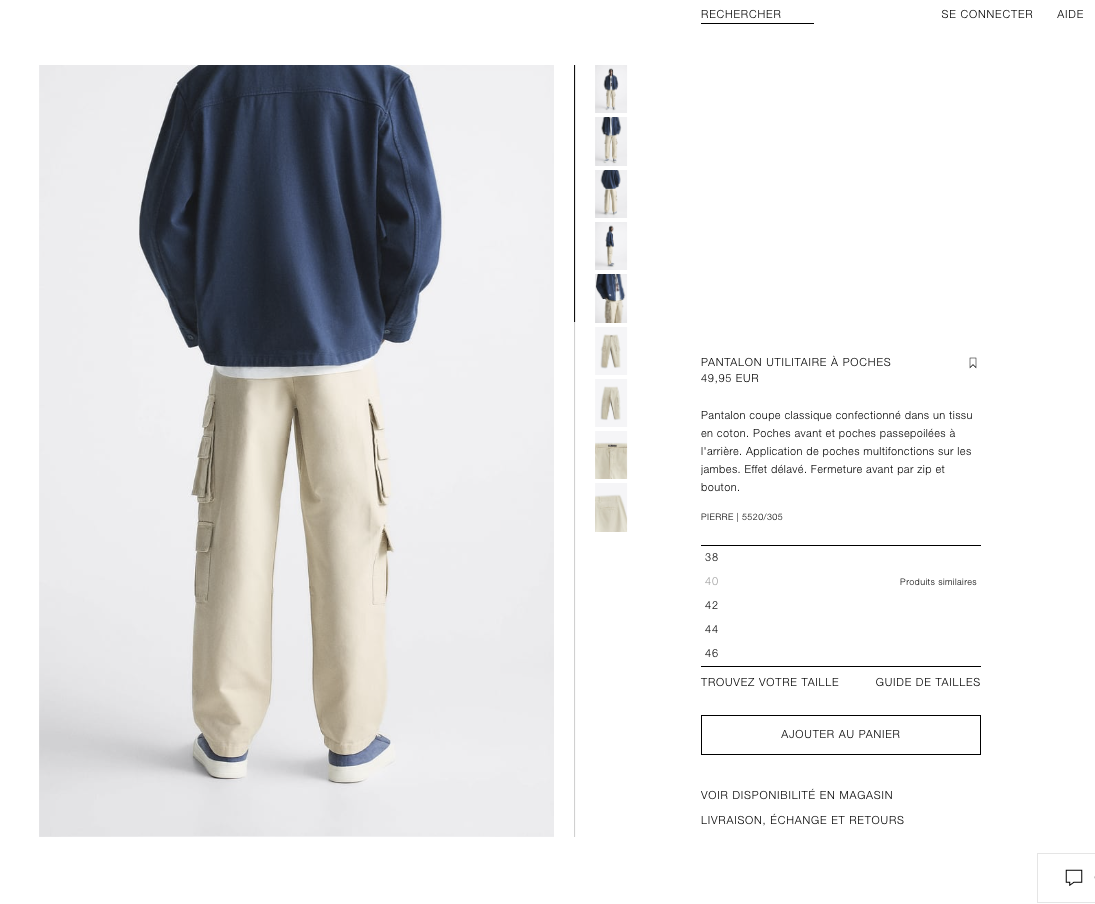 RECHERCHER
SE CONNECTER
AIDE
PANTALON UTILITAIRE À POCHES
49,95 EUR
Pantalon coupe classique confectionné dans un tissu
en coton. Poches avant et poches passepoilées à
l'arrière. Application de poches multifonctions sur les
jambes. Effet délavé. Fermeture avant par zip et
bouton.
PIERRE | 5520/305
38
40
Produits similaires
42
44
46
TROUVEZ VOTRE TAILLE
GUIDE DE TAILLES
AJOUTER AU PANIER
VOIR DISPONIBILITÉ EN MAGASIN
LIVRAISON, ÉCHANGE ET RETOURS